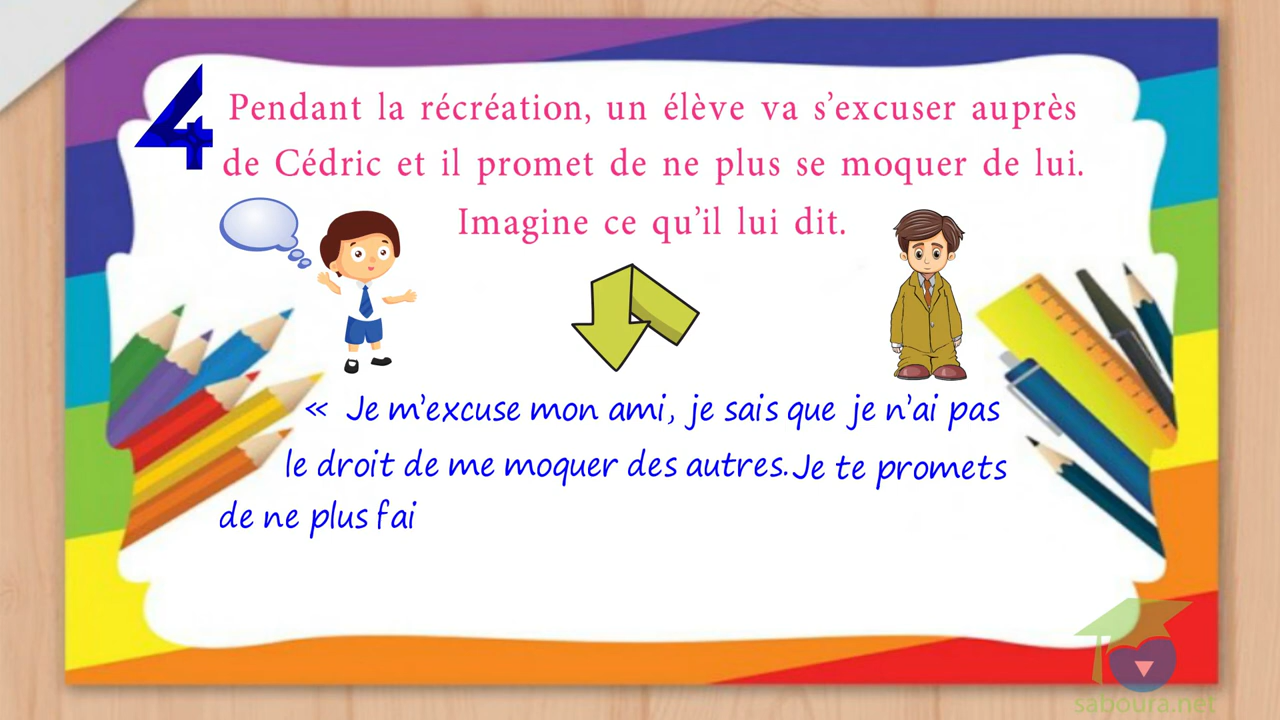 4 Pendant la récréation, un élève va s'excuser auprès
de Cédric et il promet de ne plus se moquer de lui.
Imagine ce qu'il lui dit.
« Je m'excuse mon ami, je sais que je n'ai pas
le droit de me moquer des autres. Je te promets
de ne plus fai
saboura.net